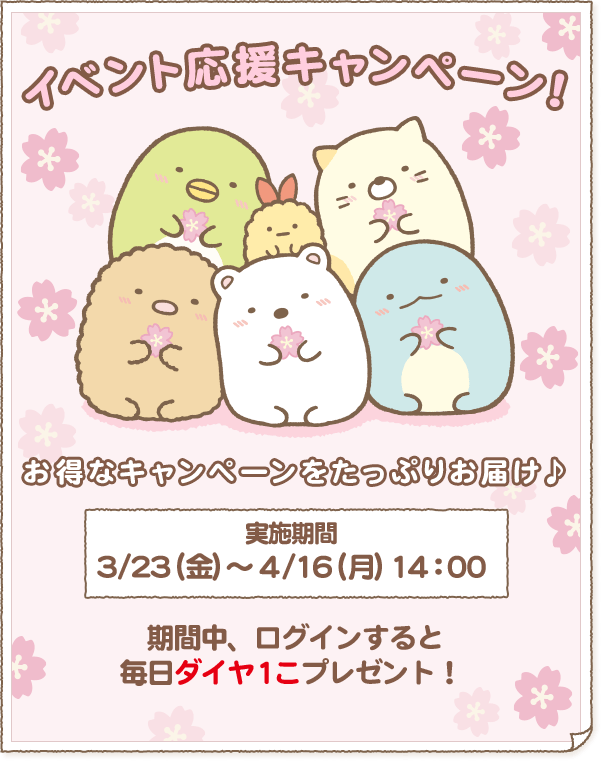 イベント応援キャンペーン!
お得なキャンペーンをたっぷりお届け♪
実施期間
3/23(金)～4/16(月) 14：00
期間中、ログインすると
毎日ダイヤ1こプレゼント！